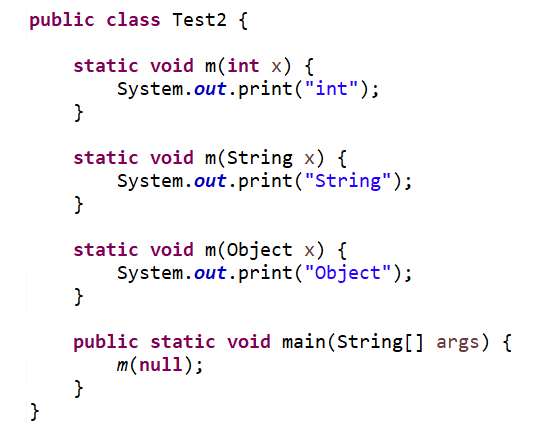 public class Test2 {
static void m(int x) {
System.out.print("int");
}
static void m(String x) {
System.out.print("String");
}
static void m(Object x) {
System.out.print("Object");
}
public static void main(String[] args) {
m(null);
}
}